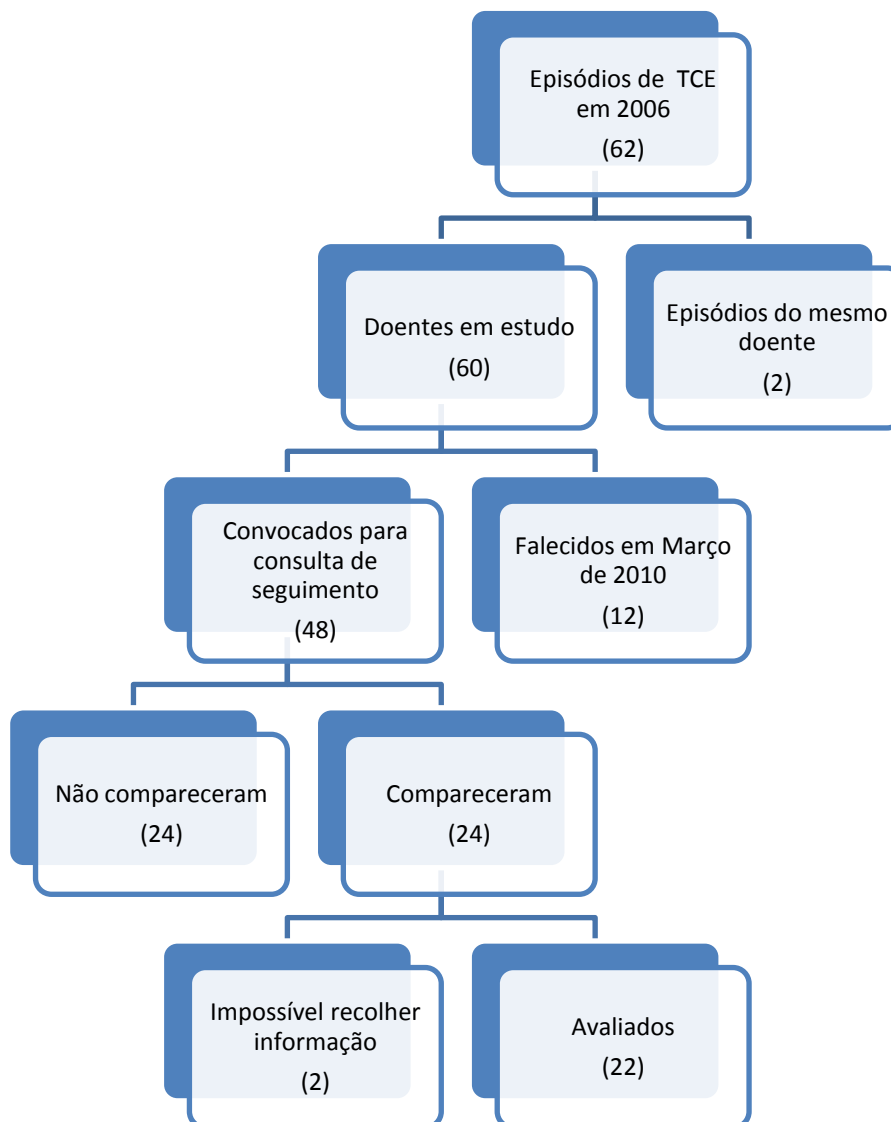 Episódios de TCE
em 2006
(62)
Doentes em estudo
(60)
Episódios do mesmo
doente
(2)
Convocados para
consulta de
seguimento
(48)
Falecidos em Março
de 2010
(12)
Não compareceram
(24)
Compareceram
(24)
Impossível recolher
informação
(2)
Avaliados
(22)